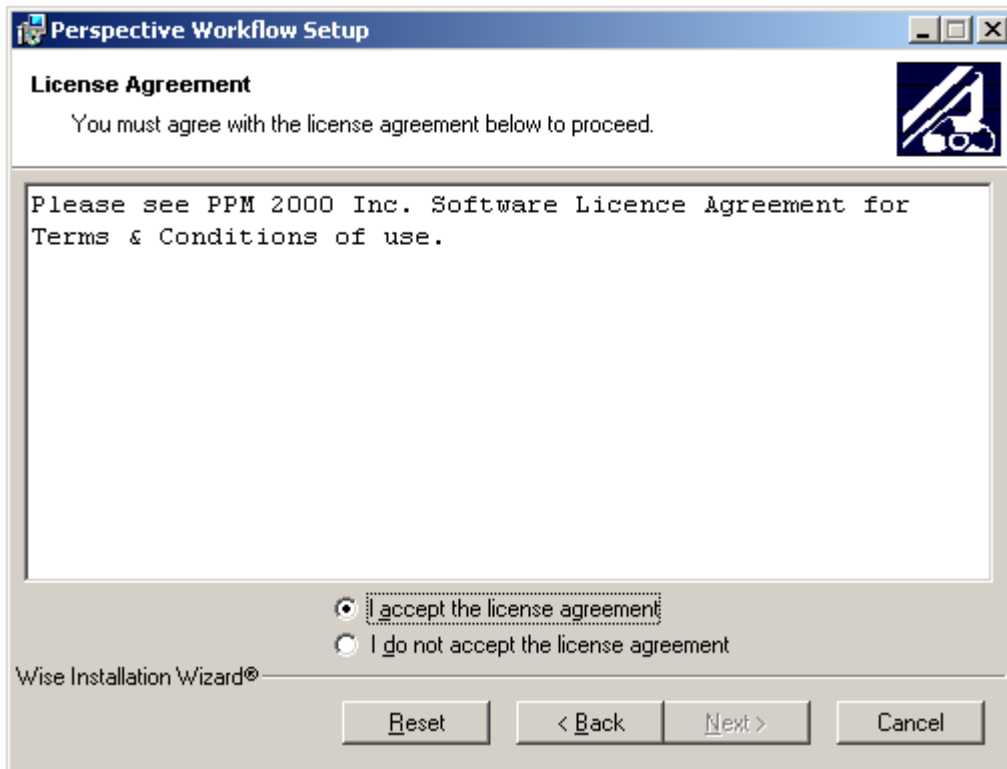 Perspective Workflow Setup
License Agreement
You must agree with the license agreement below to proceed.
Please see PPM 2000 Inc. Software Licence Agreement for
Terms & Conditions of use.
I accept the license agreement
I do not accept the license agreement
Wise Installation Wizard®
Reset
< Back
Next >
Cancel